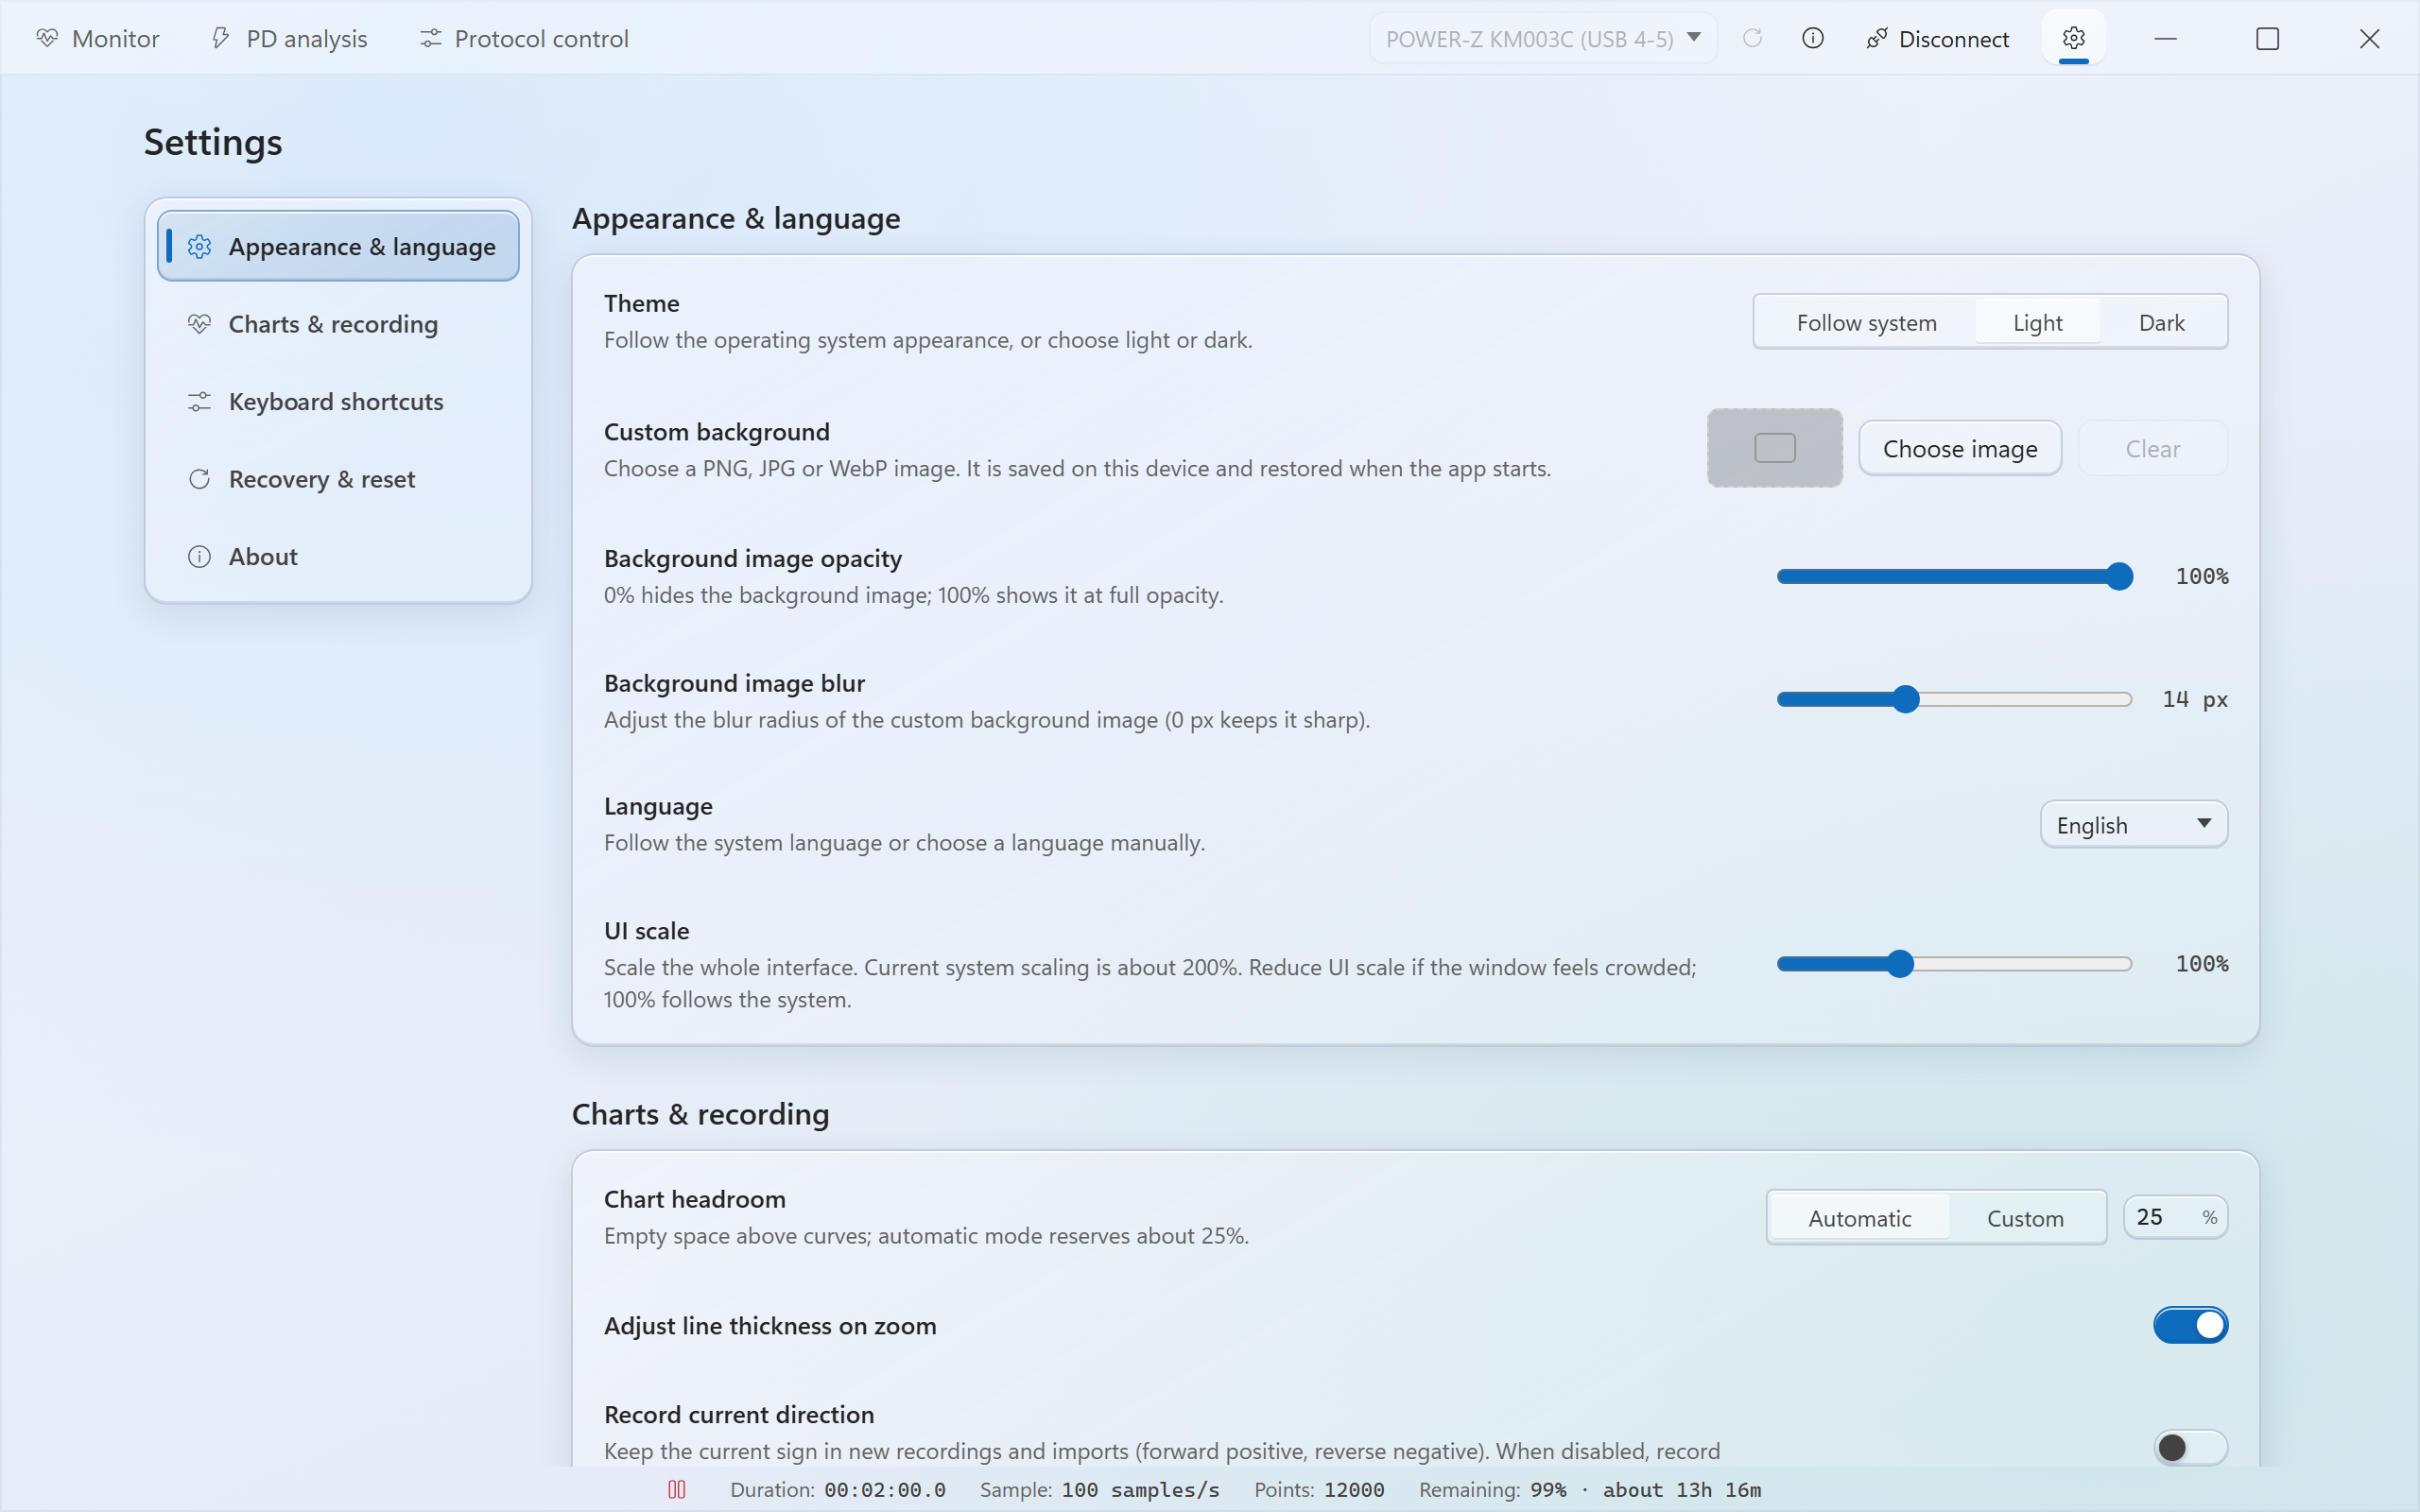 Monitor
PD analysis
Protocol control
POWER-Z KM003C (USB 4-5)
Disconnect
Settings
Appearance & language
Charts & recording
Keyboard shortcuts
Recovery & reset
About
Appearance & language
Theme
Follow the operating system appearance, or choose light or dark.
Follow system
Light
Dark
Custom background
Choose a PNG, JPG or WebP image. It is saved on this device and restored when the app starts.
Choose image
Clear
Background image opacity
0% hides the background image; 100% shows it at full opacity.
100%
Background image blur
Adjust the blur radius of the custom background image (0 px keeps it sharp).
14 px
Language
Follow the system language or choose a language manually.
English
UI scale
Scale the whole interface. Current system scaling is about 200%. Reduce UI scale if the window feels crowded;
100% follows the system.
100%
Charts & recording
Chart headroom
Empty space above curves; automatic mode reserves about 25%.
Automatic
Custom
25 %
Adjust line thickness on zoom
Record current direction
Keep the current sign in new recordings and imports (forward positive, reverse negative). When disabled, record
Duration: 00:02:00.0
Sample: 100 samples/s
Points: 12000
Remaining: 99% · about 13h 16m